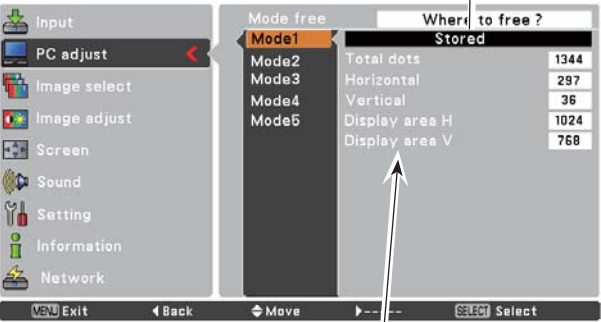 Input
PC adjust
Image select
Image adjust
Screen
Sound
Setting
Information
Network
Mode free
Where to free ?
Mode1
Stored
Mode2
Total dots 1344
Mode3
Horizontal 297
Mode4
Vertical 36
Mode5
Display area H 1024
Display area V 768
MENU Exit
Back
Move
-----
SELECT Select